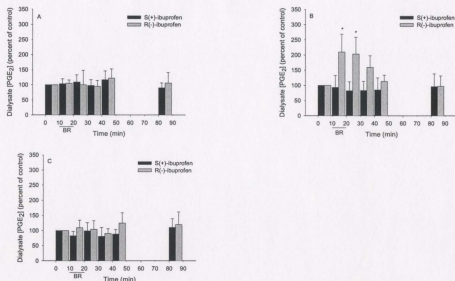 A
S(+)-ibuprofen
R(-)-ibuprofen
Dialysate [PGE2] (percent of control)
350
300
250
200
150
100
50
0
0 10 20 30 40 50 60 70 80 90
BR
Time (min)
B
S(+)-ibuprofen
R(-)-ibuprofen
Dialysate [PGE2] (percent of control)
350
300
250
200
150
100
50
0
* *
0 10 20 30 40 50 60 70 80 90
BR
Time (min)
C
S(+)-ibuprofen
R(-)-ibuprofen
Dialysate [PGE2] (percent of control)
350
300
250
200
150
100
50
0
0 10 20 30 40 50 60 70 80 90
BR
Time (min)